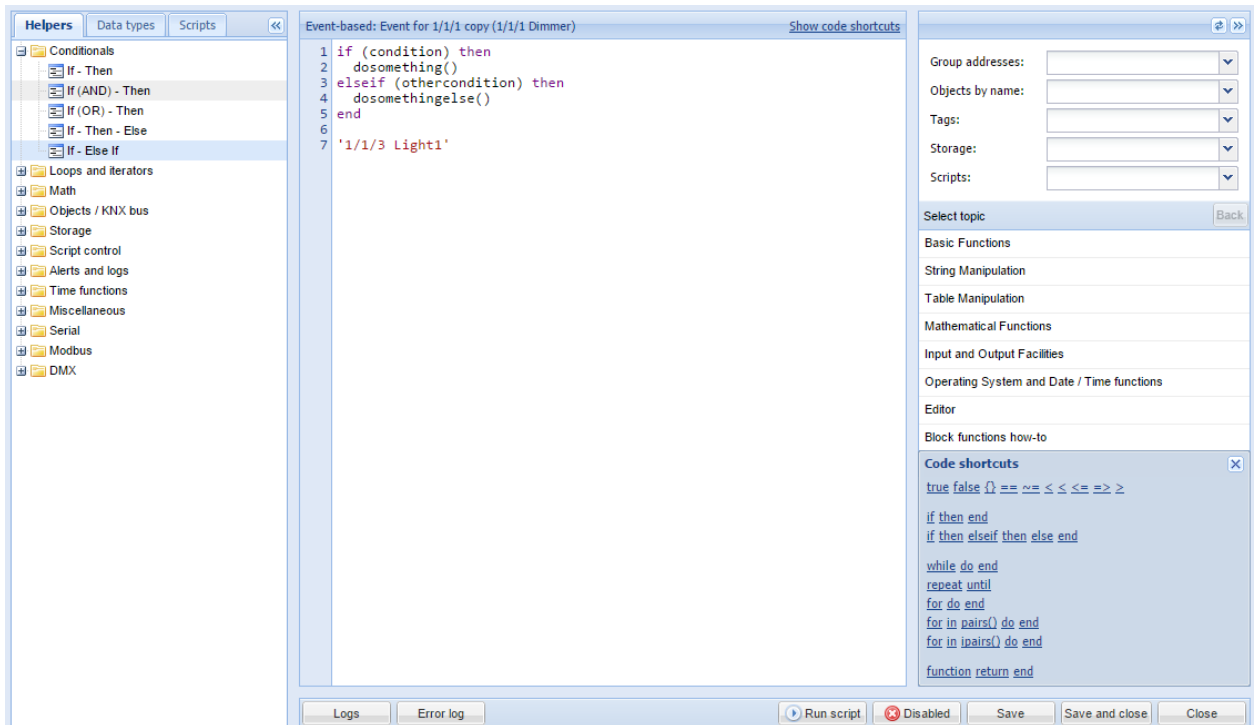 Helpers Data types Scripts
Conditionals
If - Then
If (AND) - Then
If (OR) - Then
If - Then - Else
If - Else If
Loops and iterators
Math
Objects / KNX bus
Storage
Script control
Alerts and logs
Time functions
Miscellaneous
Serial
Modbus
DMX
Event-based: Event for 1/1/1 copy (1/1/1 Dimmer) Show code shortcuts
1 if (condition) then
2 dosomething()
3 elseif (othercondition) then
4 dosomethingelse()
5 end
6
7 '1/1/3 Light1'
Logs Error log Run script Disabled Save Save and close Close
Group addresses:
Objects by name:
Tags:
Storage:
Scripts:
Select topic Back
Basic Functions
String Manipulation
Table Manipulation
Mathematical Functions
Input and Output Facilities
Operating System and Date / Time functions
Editor
Block functions how-to
Code shortcuts
true false {} == ~= < < <= => >
if then end
if then elseif then else end
while do end
repeat until
for do end
for in pairs() do end
for in ipairs() do end
function return end